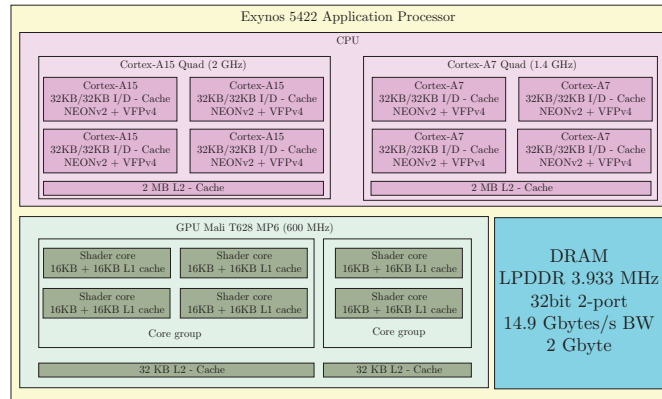 Exynos 5422 Application Processor
CPU
Cortex-A15 Quad (2 GHz)
Cortex-A15
32KB/32KB I/D - Cache
NEONv2 + VFPv4
Cortex-A15
32KB/32KB I/D - Cache
NEONv2 + VFPv4
Cortex-A15
32KB/32KB I/D - Cache
NEONv2 + VFPv4
Cortex-A15
32KB/32KB I/D - Cache
NEONv2 + VFPv4
2 MB L2 - Cache
Cortex-A7 Quad (1.4 GHz)
Cortex-A7
32KB/32KB I/D - Cache
NEONv2 + VFPv4
Cortex-A7
32KB/32KB I/D - Cache
NEONv2 + VFPv4
Cortex-A7
32KB/32KB I/D - Cache
NEONv2 + VFPv4
Cortex-A7
32KB/32KB I/D - Cache
NEONv2 + VFPv4
2 MB L2 - Cache
GPU Mali T628 MP6 (600 MHz)
Shader core
16KB + 16KB L1 cache
Shader core
16KB + 16KB L1 cache
Shader core
16KB + 16KB L1 cache
Shader core
16KB + 16KB L1 cache
Core group
Shader core
16KB + 16KB L1 cache
Shader core
16KB + 16KB L1 cache
Core group
32 KB L2 - Cache
32 KB L2 - Cache
DRAM
LPDDR 3.933 MHz
32bit 2-port
14.9 Gbytes/s BW
2 Gbyte